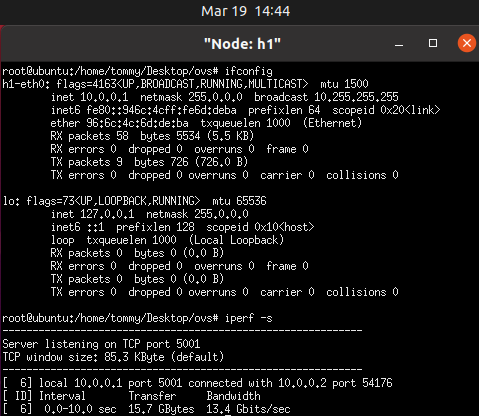 Mar 19 14:44
"Node: h1"
root@ubuntu:/home/tommy/Desktop/ovs# ifconfig
h1-eth0: flags=4163<UP,BROADCAST,RUNNING,MULTICAST>  mtu 1500
        inet 10.0.0.1  netmask 255.0.0.0  broadcast 10.255.255.255
        inet6 fe80::946c:4cff:fe6d:deba  prefixlen 64  scopeid 0x20<link>
        ether 96:6c:4c:6d:de:ba  txqueuelen 1000  (Ethernet)
        RX packets 58  bytes 5534 (5.5 KB)
        RX errors 0  dropped 0  overruns 0  frame 0
        TX packets 9  bytes 726 (726.0 B)
        TX errors 0  dropped 0 overruns 0  carrier 0  collisions 0
lo: flags=73<UP,LOOPBACK,RUNNING>  mtu 65536
        inet 127.0.0.1  netmask 255.0.0.0
        inet6 ::1  prefixlen 128  scopeid 0x10<host>
        loop  txqueuelen 1000  (Local Loopback)
        RX packets 0  bytes 0 (0.0 B)
        RX errors 0  dropped 0  overruns 0  frame 0
        TX packets 0  bytes 0 (0.0 B)
        TX errors 0  dropped 0 overruns 0  carrier 0  collisions 0
root@ubuntu:/home/tommy/Desktop/ovs# iperf -s
------------------------------------------------------------
Server listening on TCP port 5001
TCP window size: 85.3 KByte (default)
------------------------------------------------------------
[  6] local 10.0.0.1 port 5001 connected with 10.0.0.2 port 54176
[ ID] Interval       Transfer     Bandwidth
[  6]  0.0-10.0 sec  15.7 GBytes  13.4 Gbits/sec